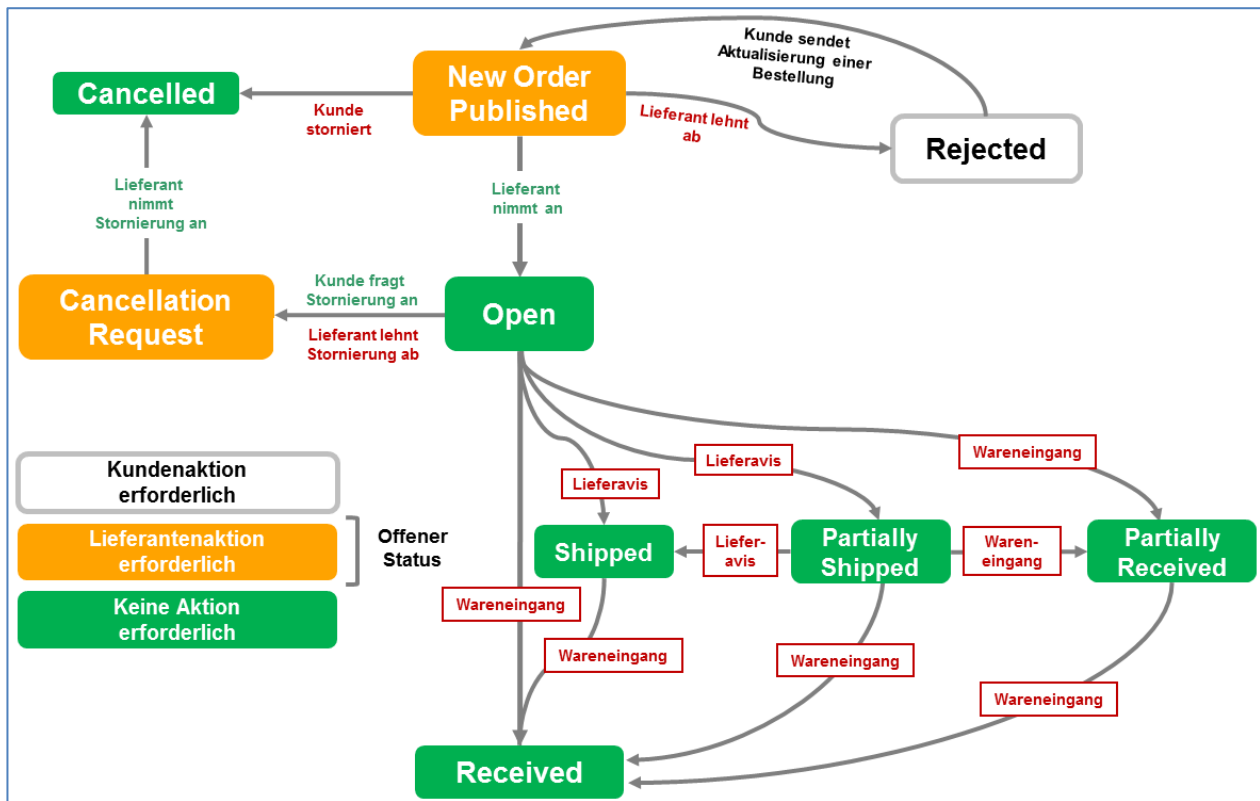 Kunde sendet
Aktualisierung einer
Bestellung
New Order
Published
Cancelled
Kunde
storniert
Lieferant lehnt
ab
Rejected
Lieferant
nimmt
Stornierung an
Lieferant
nimmt an
Cancellation
Request
Kunde fragt
Stornierung an
Lieferant lehnt
Stornierung ab
Open
Kundenaktion
erforderlich
Lieferantenaktion
erforderlich
Offener
Status
Keine Aktion
erforderlich
Lieferavis
Lieferavis
Wareneingang
Shipped
Liefer-
avis
Partially
Shipped
Waren-
eingang
Partially
Received
Wareneingang
Wareneingang
Wareneingang
Wareneingang
Received